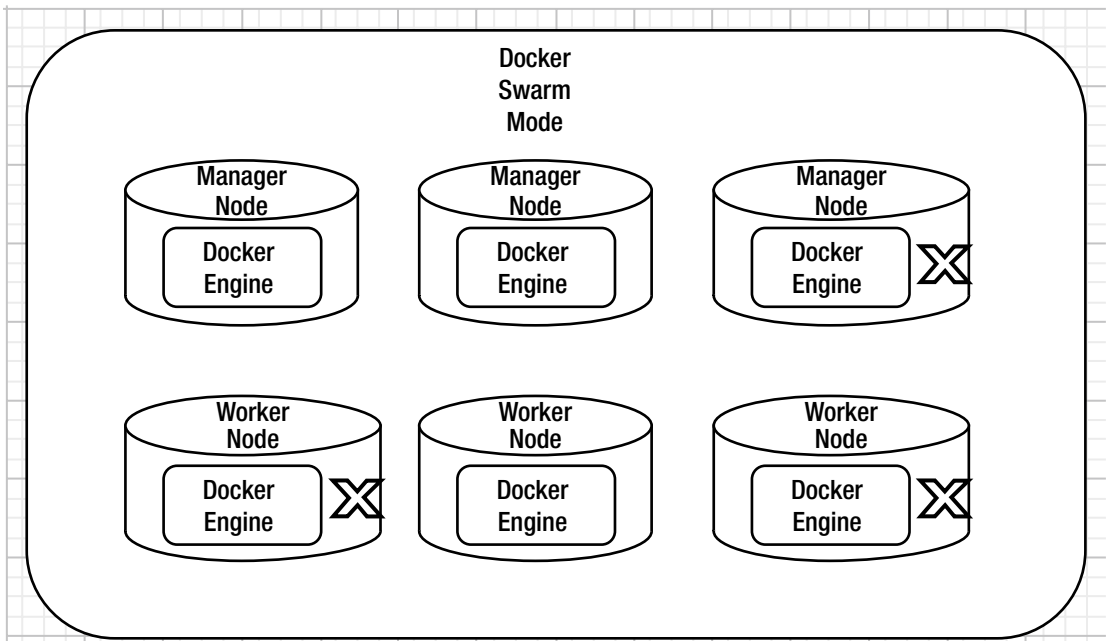 Docker
Swarm
Mode
Manager
Node
Docker
Engine
Manager
Node
Docker
Engine
Manager
Node
Docker
Engine
X
Worker
Node
Docker
Engine
X
Worker
Node
Docker
Engine
Worker
Node
Docker
Engine
X